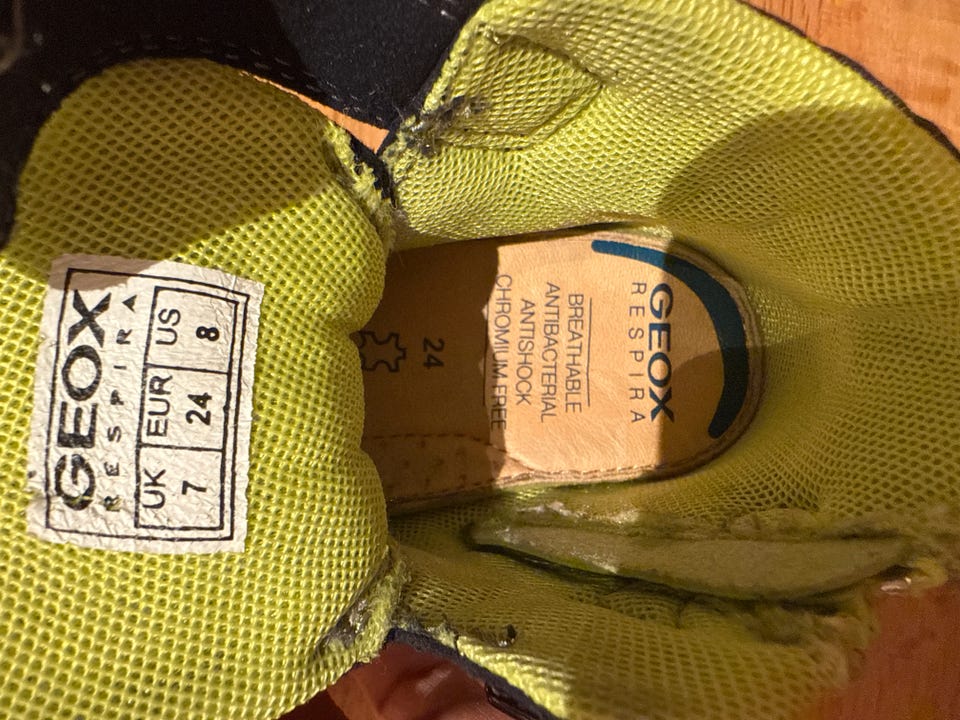 GEOX
RESPIRA
US EUR UK
8 24 7
GEOX
RESPIRA
BREATHABLE
ANTIBACTERIAL
ANTISHOCK
CHROMIUM FREE
24